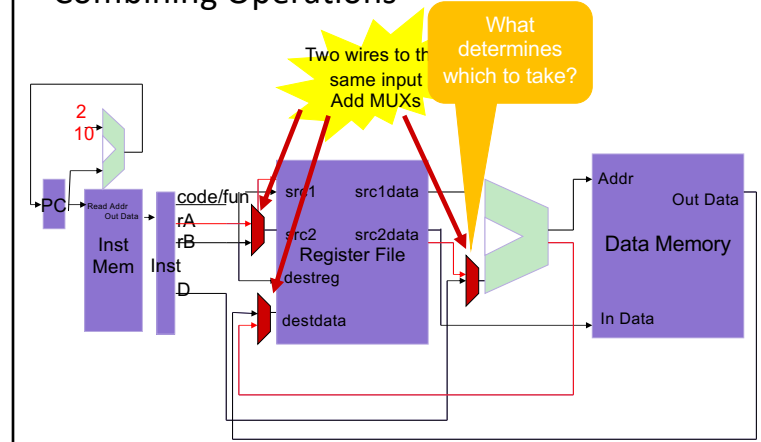 Combining Operations
Two wires to th
same input
Add MUXs
What
determines
which to take?
2
10
PC
Read Addr
Out Data
Inst
Mem
Inst
code/fun
rA
rB
D
src1
src1data
src2
src2data
Register File
destreg
destdata
Addr
Out Data
Data Memory
In Data